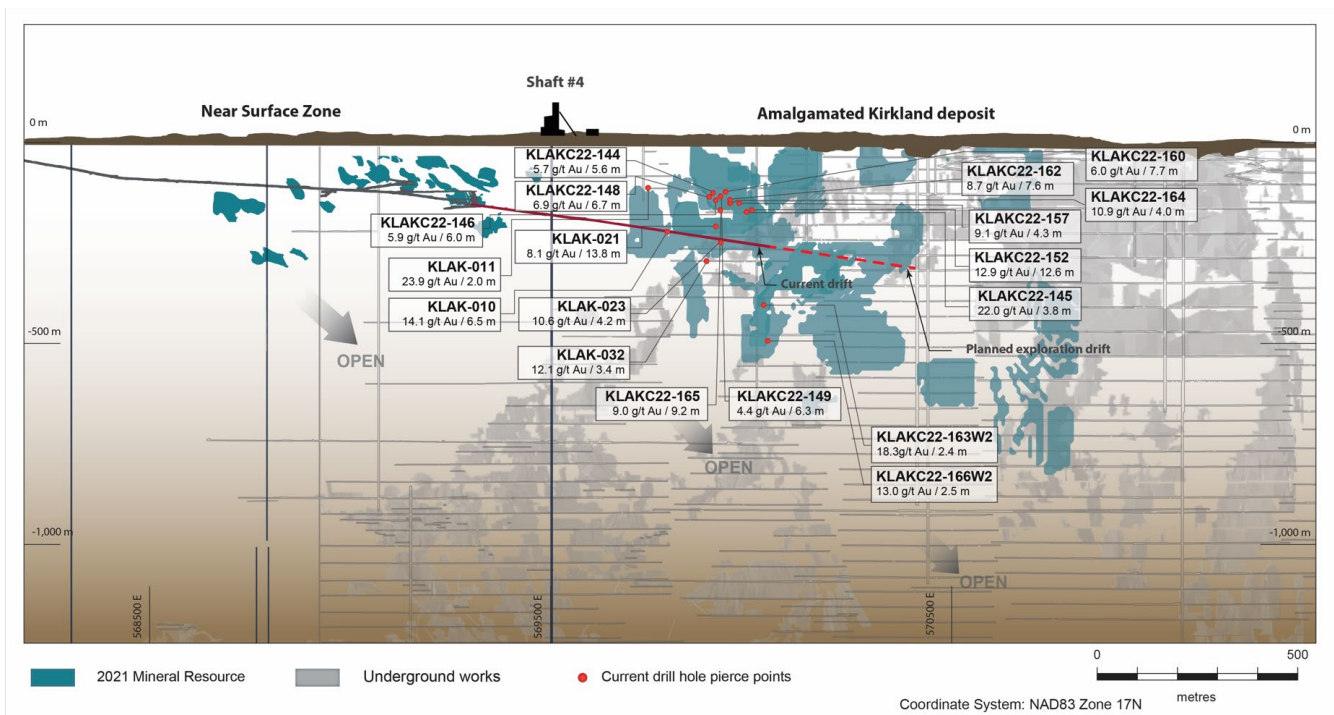 Shaft #4
Near Surface Zone
Amalgamated Kirkland deposit
0 m
0 m
KLAKC22-144
5.7 g/t Au / 5.6 m
KLAKC22-160
6.0 g/t Au / 7.7 m
KLAKC22-162
8.7 g/t Au / 7.6 m
KLAKC22-148
6.9 g/t Au / 6.7 m
KLAKC22-164
10.9 g/t Au / 4.0 m
KLAKC22-146
5.9 g/t Au / 6.0 m
KLAKC22-157
9.1 g/t Au / 4.3 m
KLAK-021
8.1 g/t Au / 13.8 m
KLAKC22-152
12.9 g/t Au / 12.6 m
KLAK-011
23.9 g/t Au / 2.0 m
Current drift
KLAKC22-145
22.0 g/t Au / 3.8 m
KLAK-010
14.1 g/t Au / 6.5 m
KLAK-023
10.6 g/t Au / 4.2 m
-500 m
-500 m
OPEN
KLAK-032
12.1 g/t Au / 3.4 m
Planned exploration drift
KLAKC22-165
9.0 g/t Au / 9.2 m
KLAKC22-149
4.4 g/t Au / 6.3 m
KLAKC22-163W2
18.3g/t Au / 2.4 m
OPEN
KLAKC22-166W2
13.0 g/t Au / 2.5 m
-1,000 m
-1,000 m
OPEN
568500 E
569500 E
570500 E
2021 Mineral Resource
Underground works
Current drill hole pierce points
0
500
metres
Coordinate System: NAD83 Zone 17N